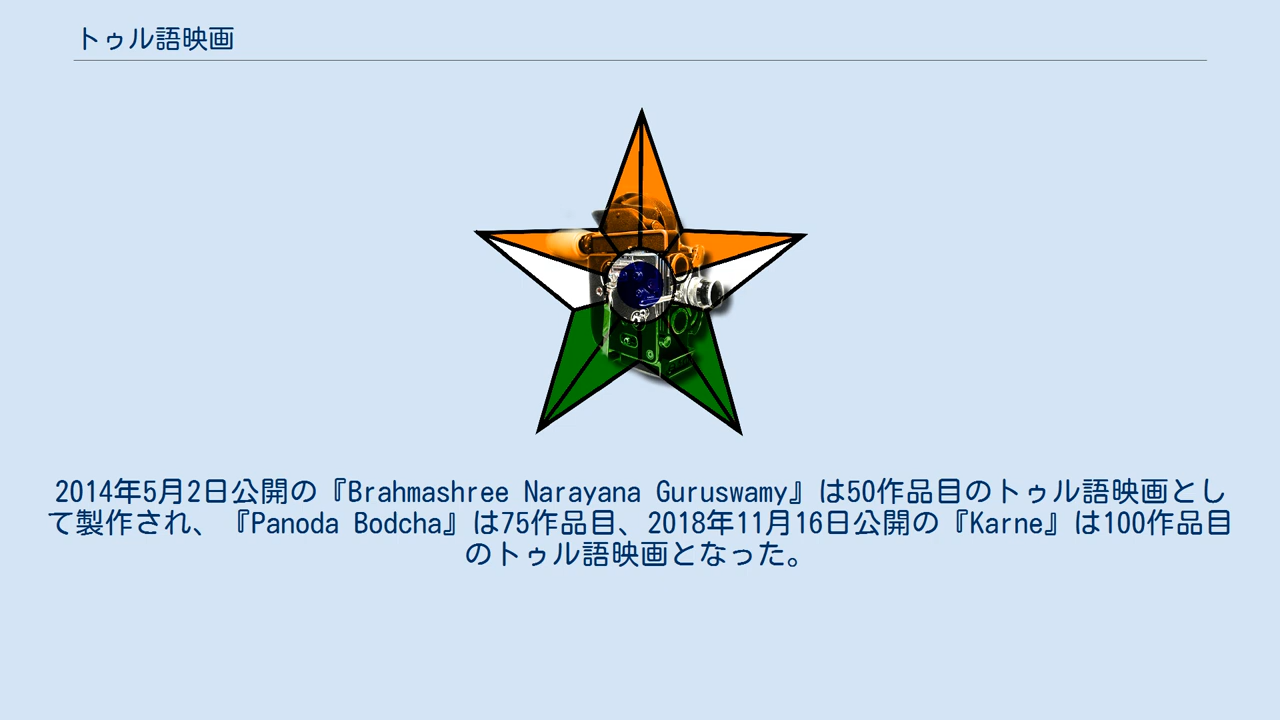 トゥル語映画
2014年5月2日公開の『Brahmashree Narayana Guruswamy』は50作品目のトゥル語映画とし
て製作され、『Panoda Bodcha』は75作品目、2018年11月16日公開の『Karne』は100作品目
のトゥル語映画となった。